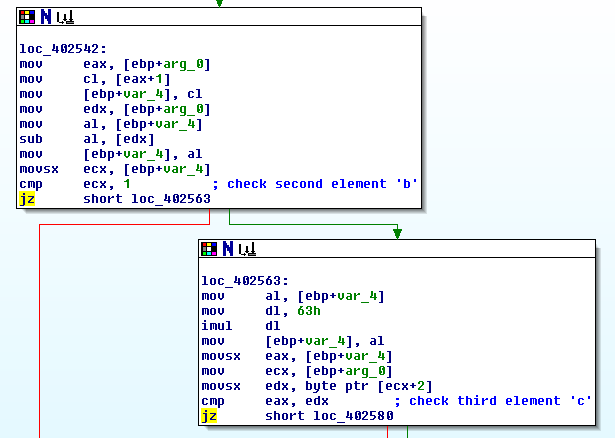 loc_402542:
mov eax, [ebp+arg_0]
mov cl, [eax+1]
mov [ebp+var_4], cl
mov edx, [ebp+arg_0]
mov al, [ebp+var_4]
sub al, [edx]
mov [ebp+var_4], al
movsx ecx, [ebp+var_4]
cmp ecx, 1 ; check second element 'b'
jz short loc_402563
loc_402563:
mov al, [ebp+var_4]
mov dl, 63h
imul dl
mov [ebp+var_4], al
movsx eax, [ebp+var_4]
mov ecx, [ebp+arg_0]
movsx edx, byte ptr [ecx+2]
cmp eax, edx ; check third element 'c'
jz short loc_402580